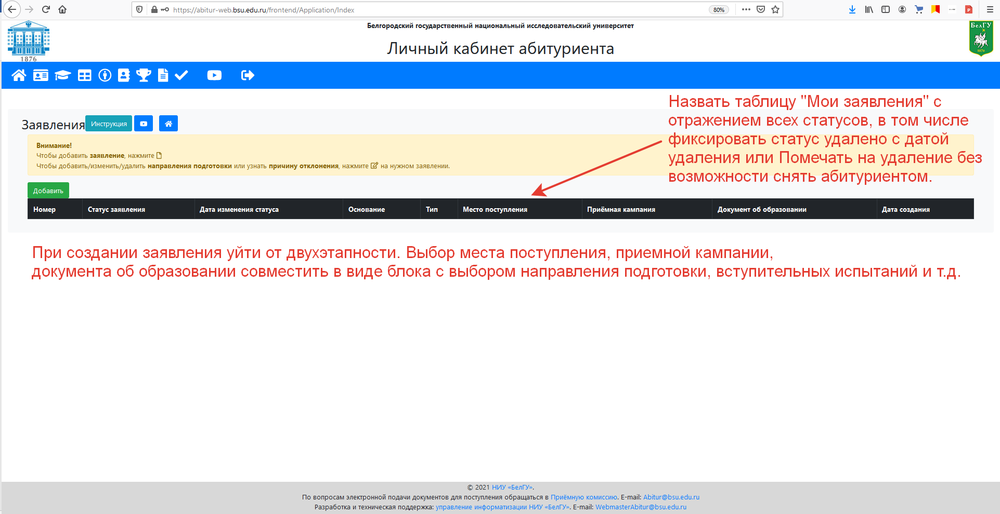 https://abitur-web.bsu.edu.ru/frontend/Application/Index
80%
Белгородский государственный национальный исследовательский университет
Личный кабинет абитуриента
1876
БелГУ
1876
Назвать таблицу "Мои заявления" с
отражением всех статусов, в том числе
фиксировать статус удалено с датой
удаления или Помечать на удаление без
возможности снять абитуриентом.
Заявления Инструкция
Внимание!
Чтобы добавить заявление, нажмите
Чтобы добавить/изменить/удалить направления подготовки или узнать причину отклонения, нажмите на нужном заявлении.
Добавить
Номер Статус заявления Дата изменения статуса Основание Тип Место поступления Приёмная кампания Документ об образовании Дата создания
При создании заявления уйти от двухэтапности. Выбор места поступления, приемной кампании,
документа об образовании совместить в виде блока с выбором направления подготовки, вступительных испытаний и т.д.
© 2021 НИУ «БелГУ».
По вопросам электронной подачи документов для поступления обращаться в Приёмную комиссию. E-mail: Abitur@bsu.edu.ru
Разработка и техническая поддержка: управление информатизации НИУ «БелГУ». E-mail: WebmasterAbitur@bsu.edu.ru